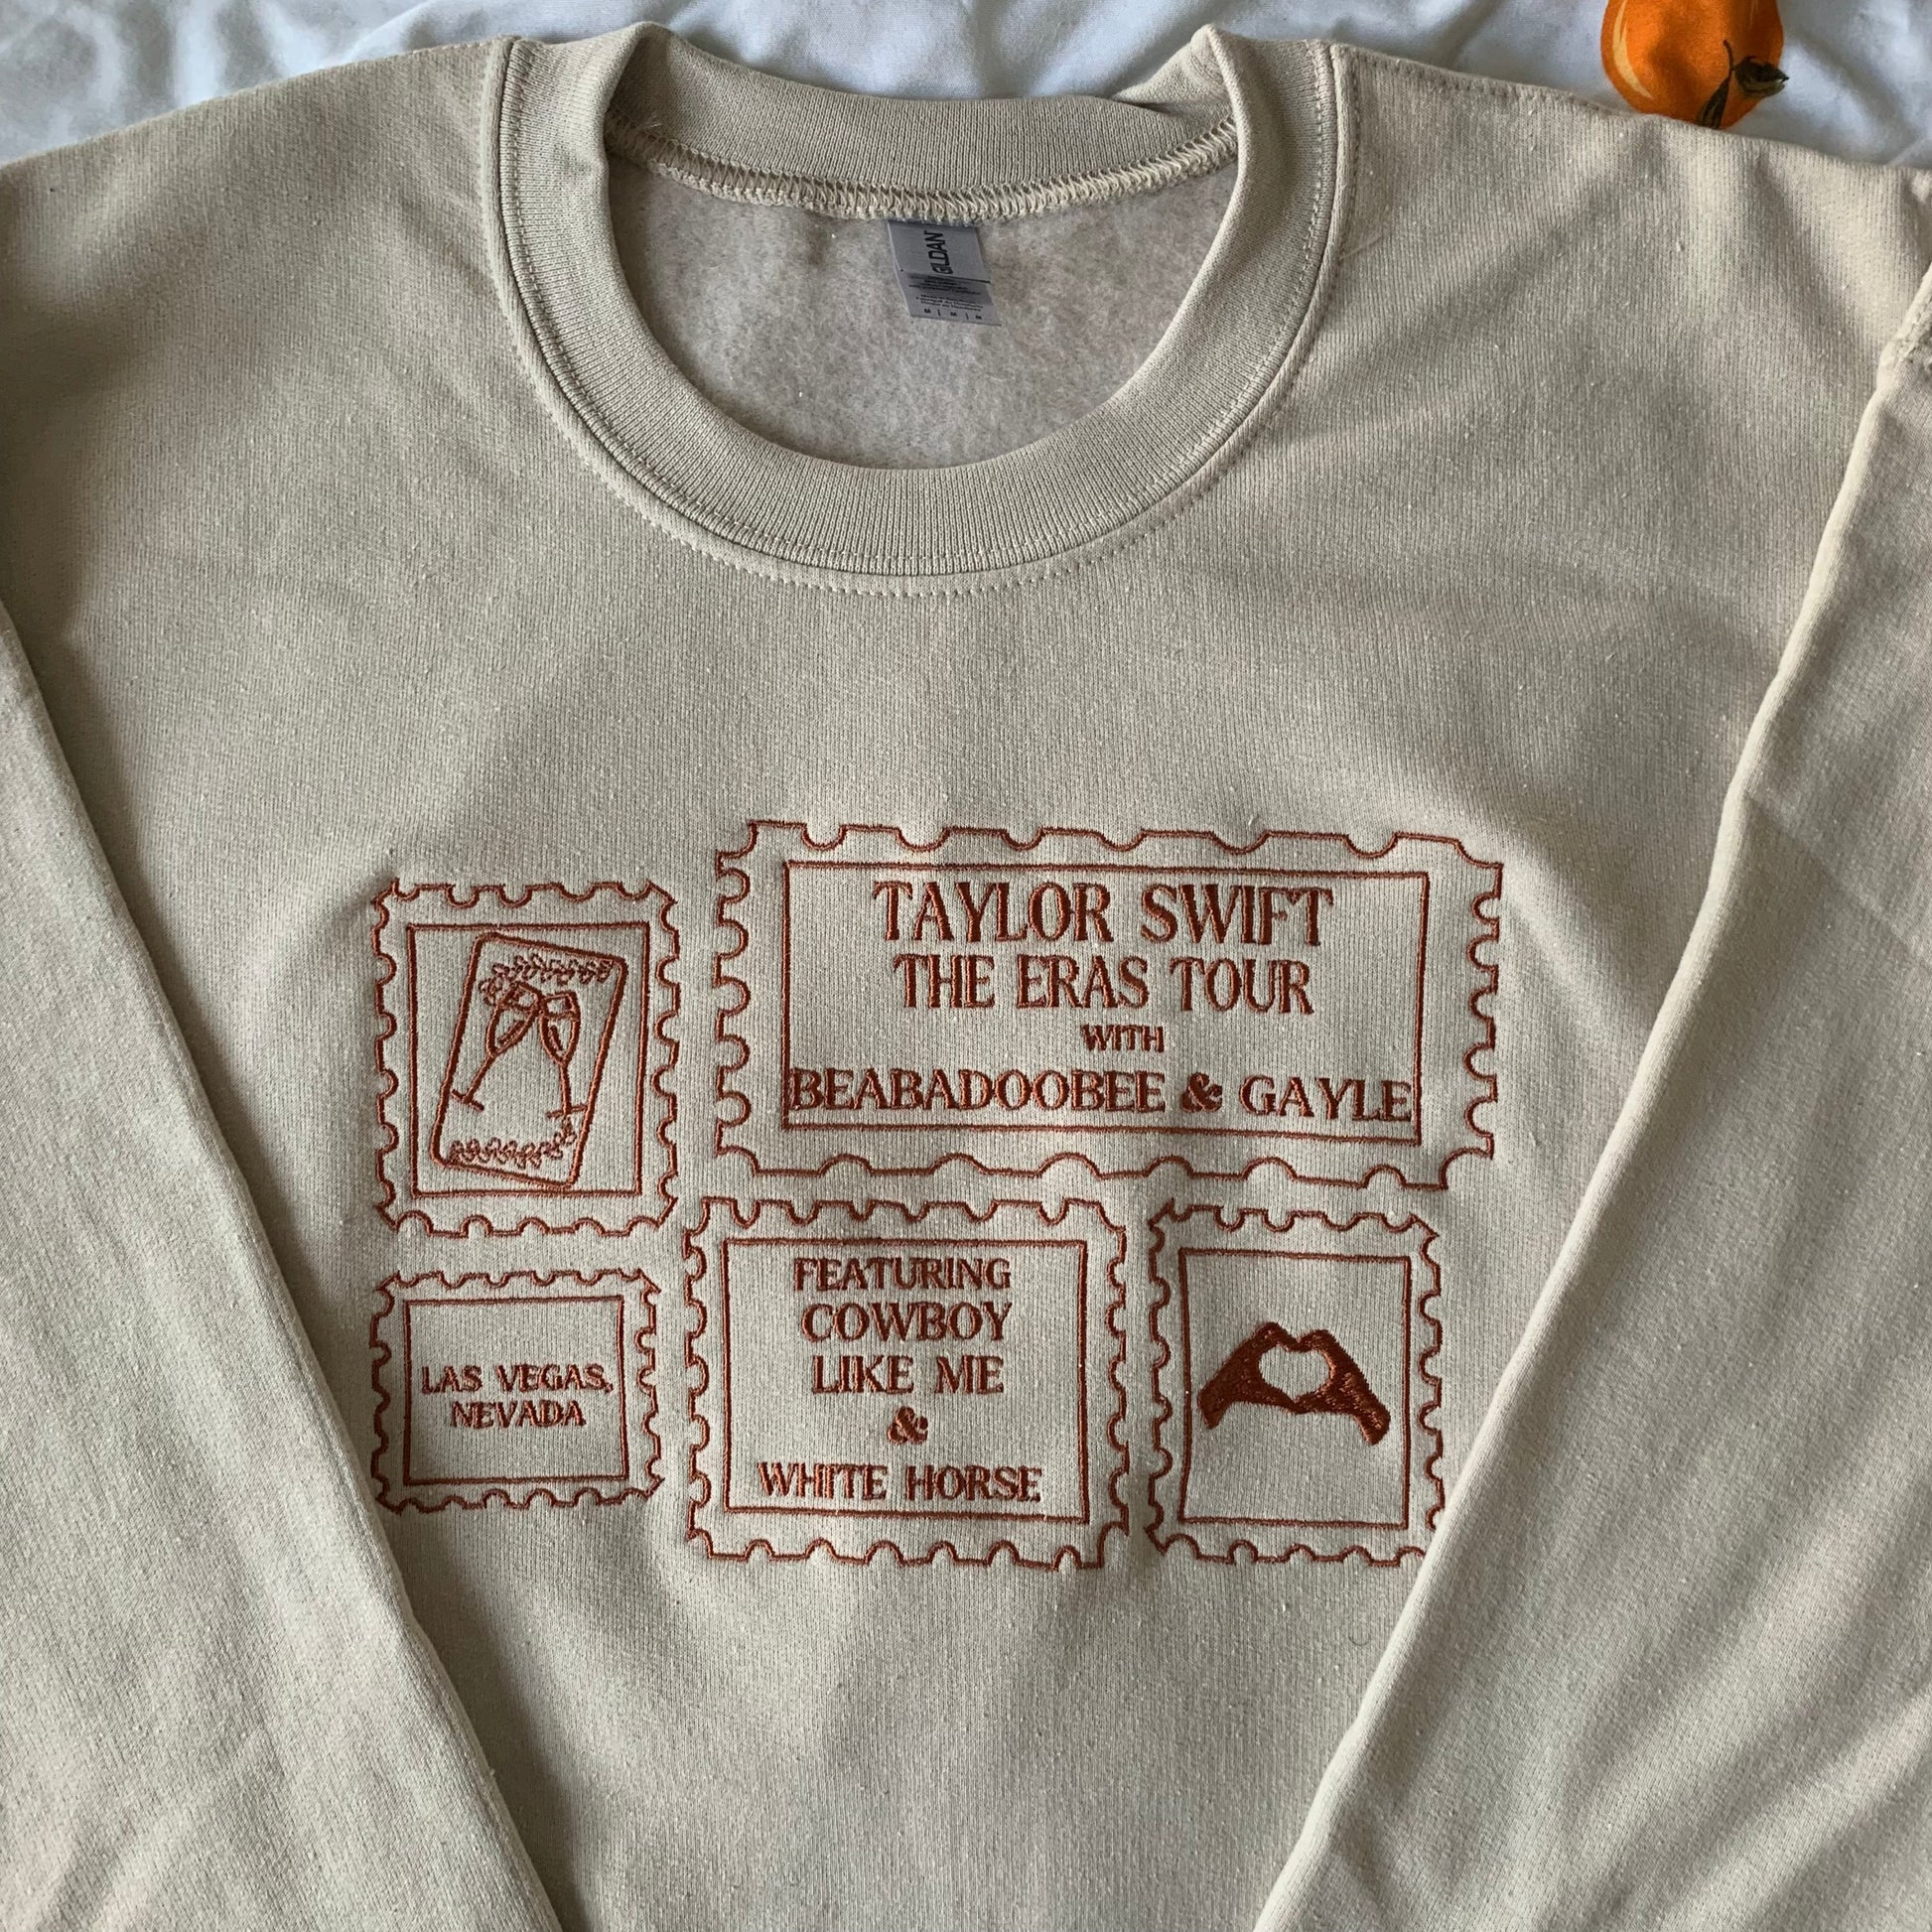 GILDAN
M | M | M
TAYLOR SWIFT
THE ERAS TOUR
WITH
BEABADOOBEE & GAYLE
LAS VEGAS,
NEVADA
FEATURING
COWBOY
LIKE ME
&
WHITE HORSE